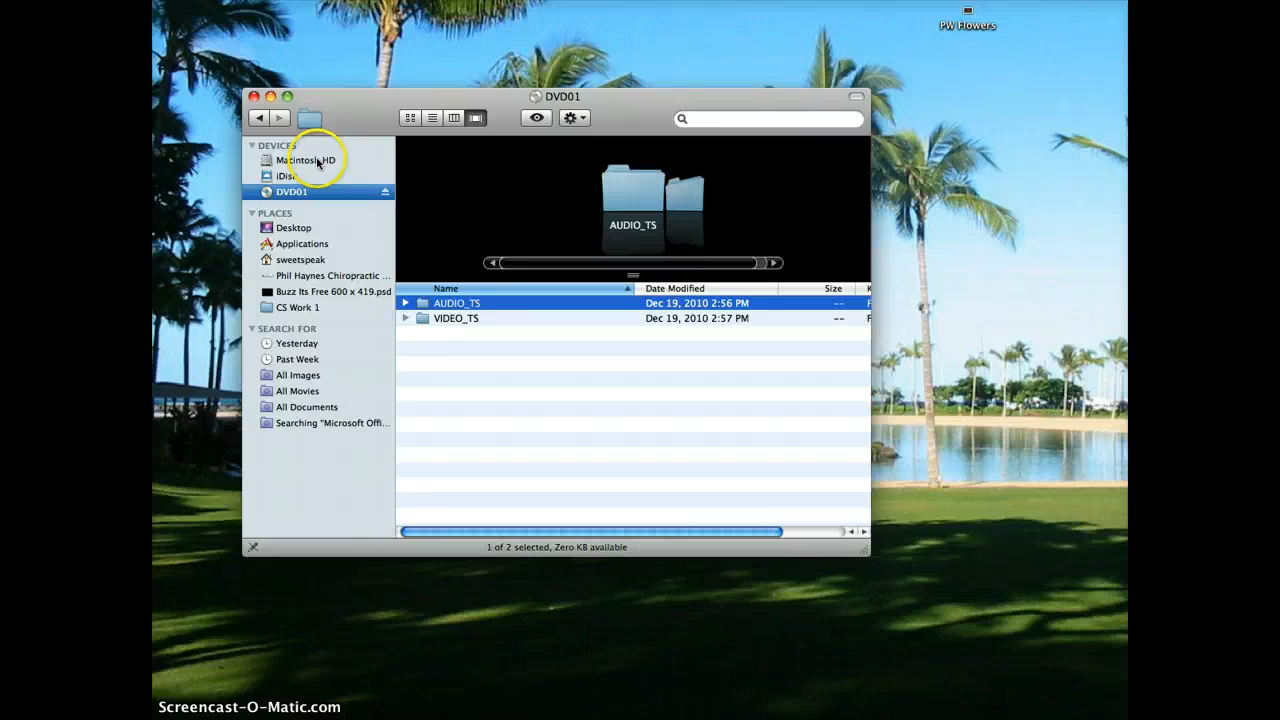 PW Flowers
DVD01
DEVICES
Macintosh HD
DVD01
PLACES
Desktop
Applications
sweetspeak
Phil Haynes Chiropractic ...
Buzz Its Free 600 x 419.psd
CS Work 1
SEARCH FOR
Yesterday
Past Week
All Images
All Movies
All Documents
Searching "Microsoft Offi...
AUDIO_TS
Name Date Modified Size K
AUDIO_TS Dec 19, 2010 2:56 PM -- F
VIDEO_TS Dec 19, 2010 2:57 PM -- F
1 of 2 selected, Zero KB available
Screencast-O-Matic.com